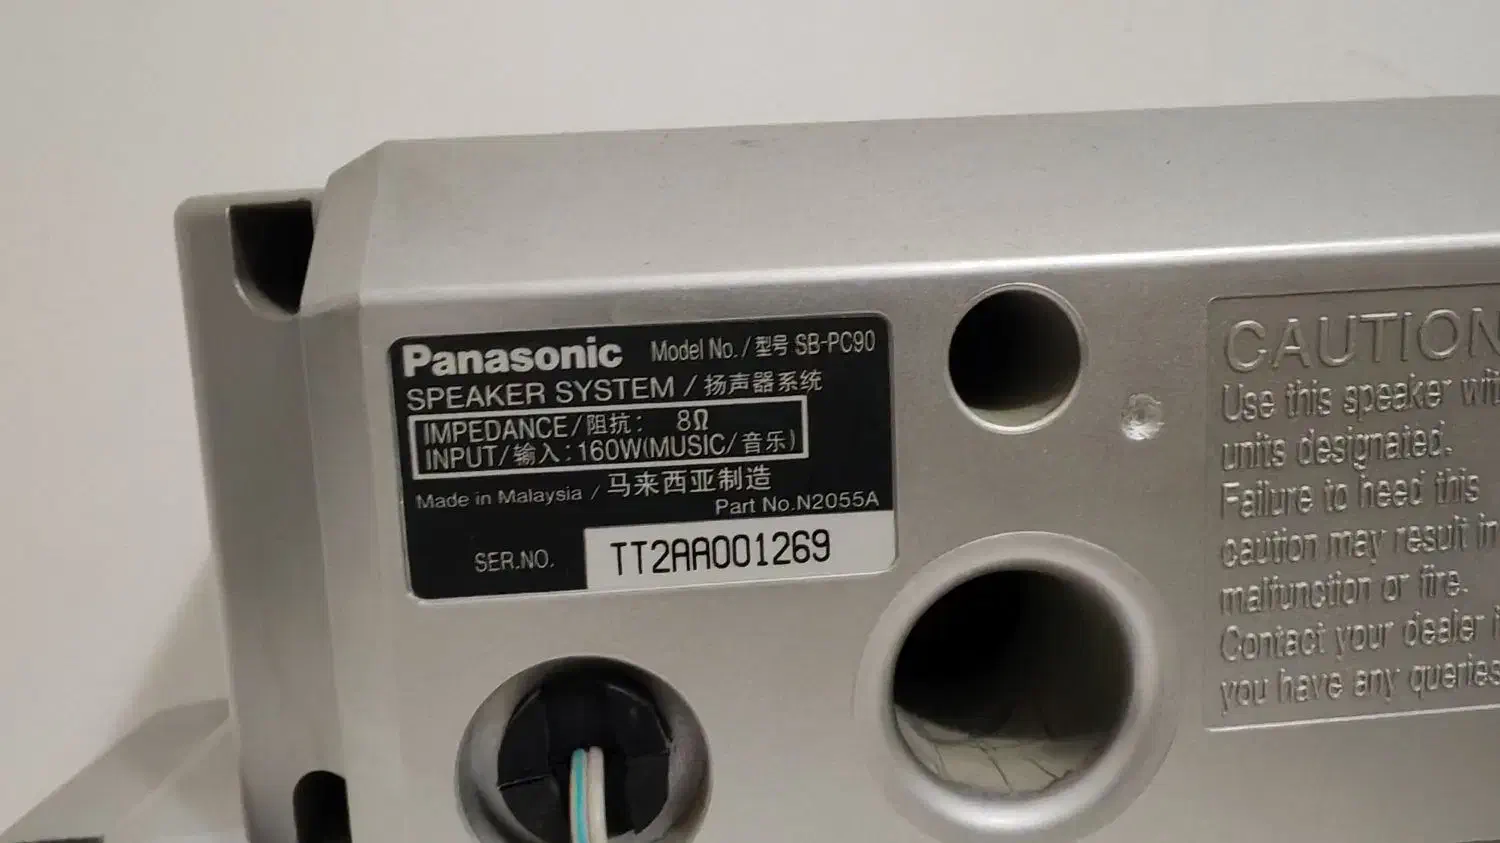 Panasonic Model No./型号 SB-PC90
SPEAKER SYSTEM / 扬声器系统
IMPEDANCE/阻抗: 8Ω
INPUT/输入:160W(MUSIC/音乐)
Made in Malaysia / 马来西亚制造
Part No.N2055A
SER.NO. TT2AA001269
CAUTION
Use this speaker with
units designated.
Failure to heed this
caution may result in
malfunction or fire.
Contact your dealer
you have any queries